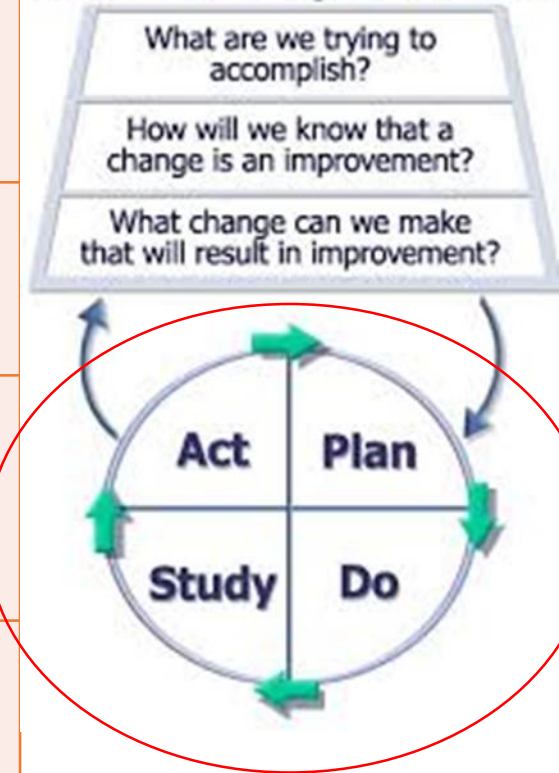 What are we trying to
accomplish?
How will we know that a
change is an improvement?
What change can we make
that will result in improvement?
Act Plan
Study Do